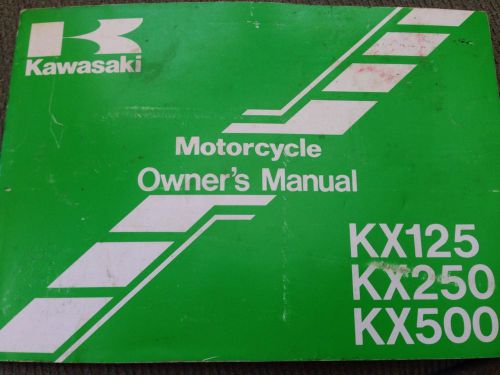 Kawasaki
Motorcycle
Owner's Manual
KX125
KX250
KX500